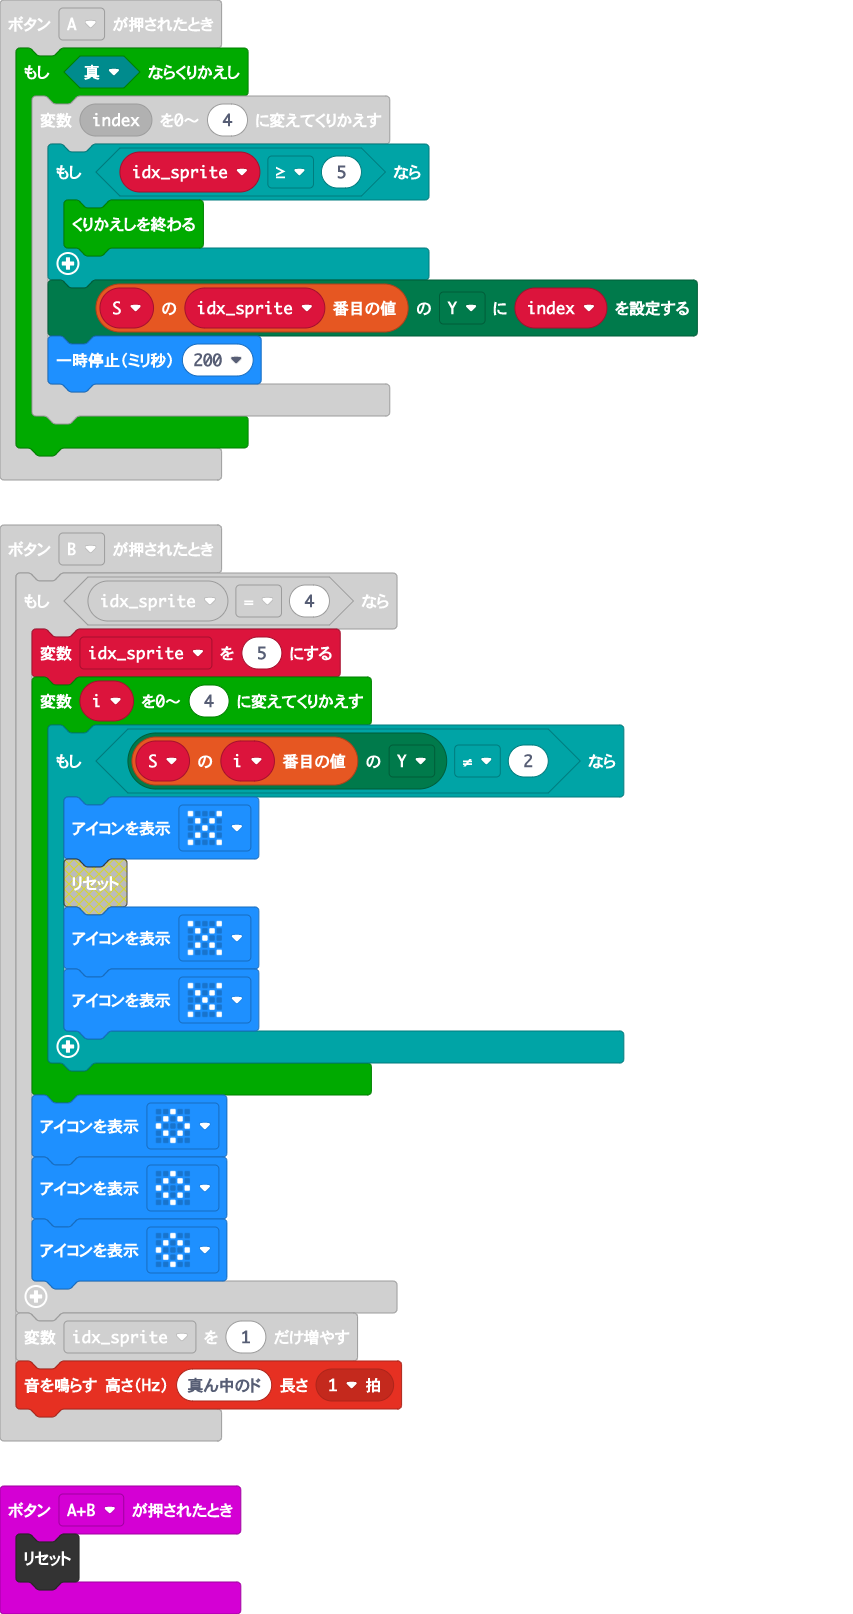 ボタン A が押されたとき
もし 真 ならくりかえし
変数 index を0～ 4 に変えてくりかえす
もし idx_sprite ≥ 5 なら
くりかえしを終わる
S の idx_sprite 番目の値 の Y に index を設定する
一時停止(ミリ秒) 200
ボタン B が押されたとき
もし idx_sprite = 4 なら
変数 idx_sprite を 5 にする
変数 i を0～ 4 に変えてくりかえす
もし S の i 番目の値 の Y ≠ 2 なら
アイコンを表示
リセット
アイコンを表示
アイコンを表示
アイコンを表示
アイコンを表示
アイコンを表示
変数 idx_sprite を 1 だけ増やす
音を鳴らす 高さ(Hz) 真ん中のド 長さ 1 拍
ボタン A+B が押されたとき
リセット